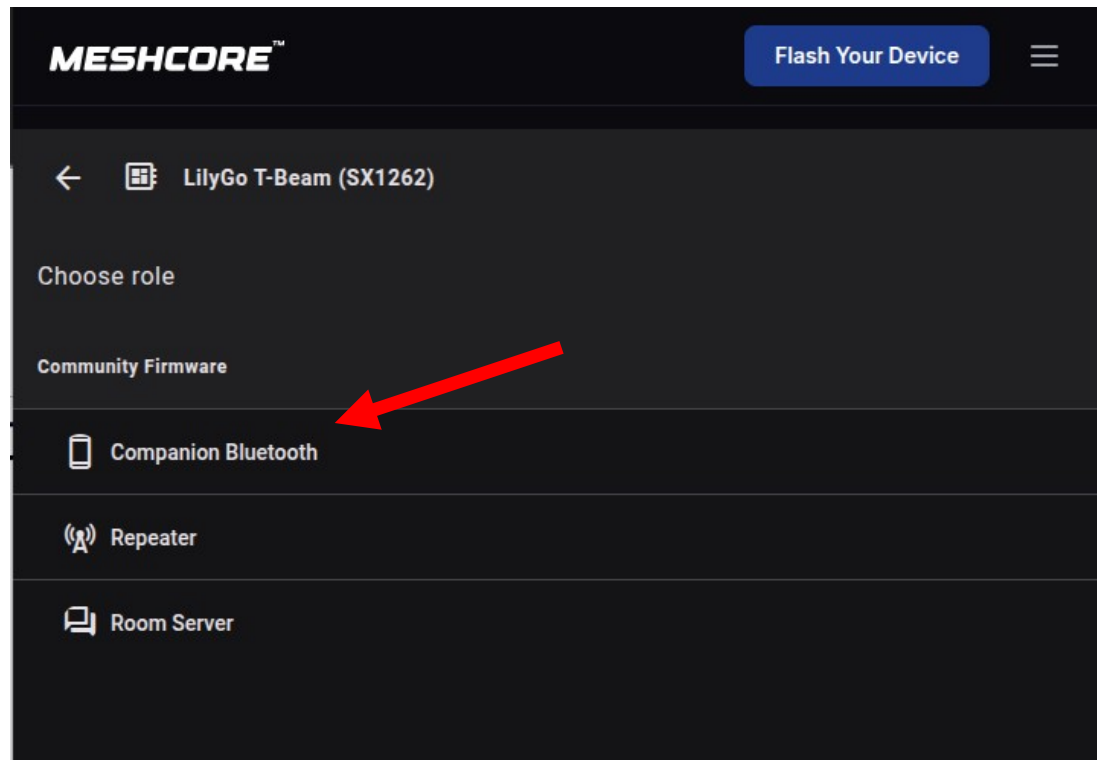 MESHCORE™
Flash Your Device
LilyGo T-Beam (SX1262)
Choose role
Community Firmware
Companion Bluetooth
Repeater
Room Server